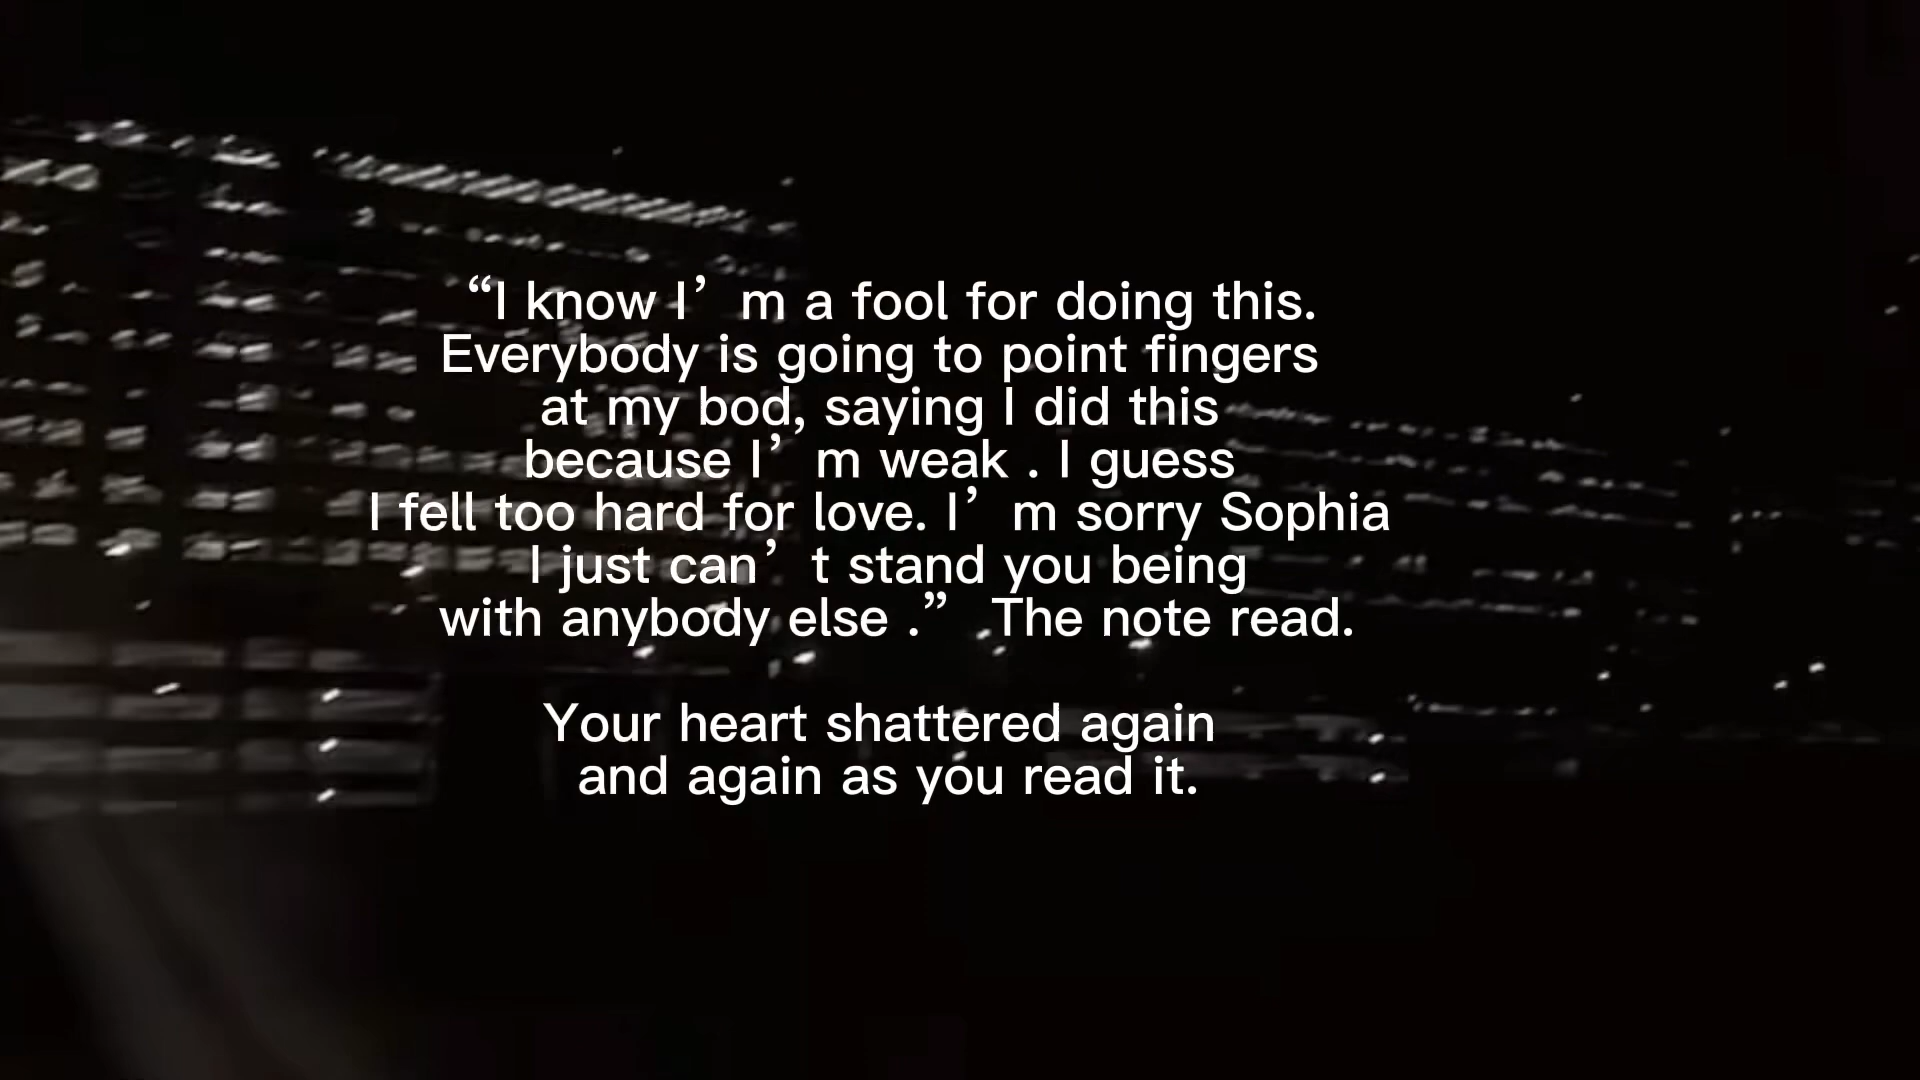 “I know I’m a fool for doing this.
Everybody is going to point fingers
at my bod, saying I did this
because I’m weak . I guess
I fell too hard for love. I’m sorry Sophia
I just can’t stand you being
with anybody else .” The note read.
Your heart shattered again
and again as you read it.